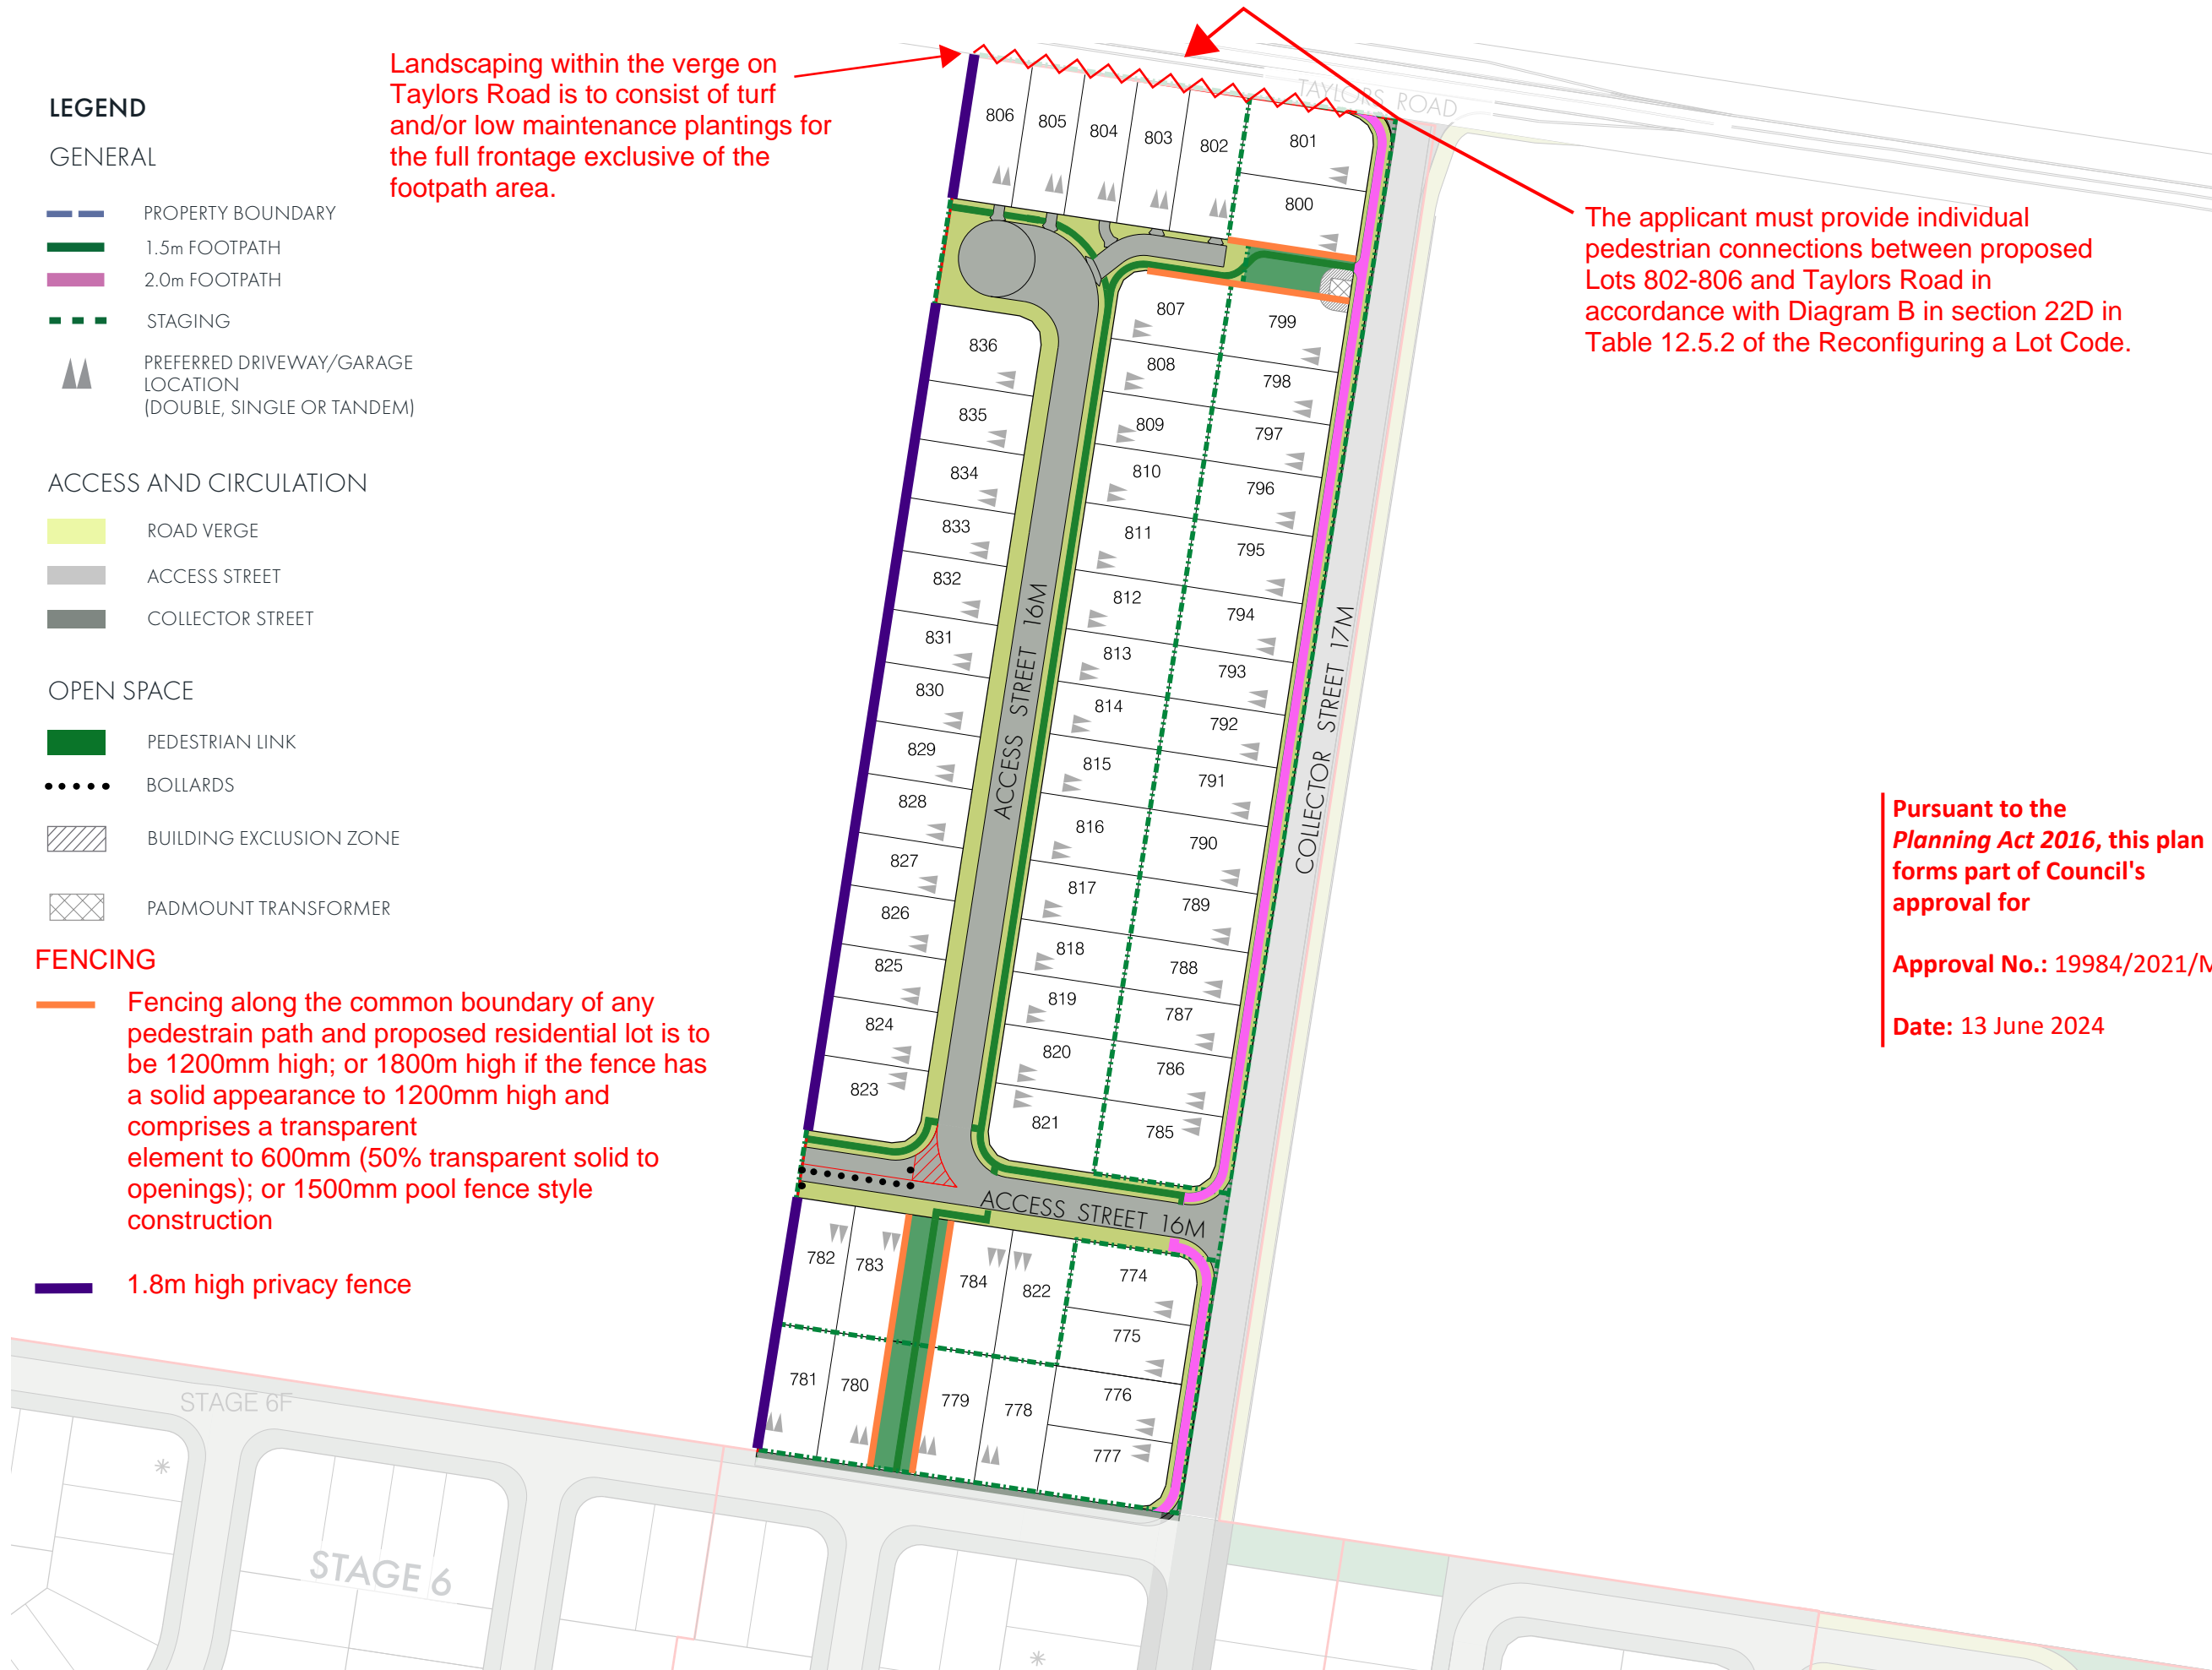 LEGEND
GENERAL
PROPERTY BOUNDARY
1.5m FOOTPATH
2.0m FOOTPATH
STAGING
PREFERRED DRIVEWAY/GARAGE
LOCATION
(DOUBLE, SINGLE OR TANDEM)
ACCESS AND CIRCULATION
ROAD VERGE
ACCESS STREET
COLLECTOR STREET
OPEN SPACE
PEDESTRIAN LINK
BOLLARDS
BUILDING EXCLUSION ZONE
PADMOUNT TRANSFORMER
FENCING
Fencing along the common boundary of any
pedestrain path and proposed residential lot is to
be 1200mm high; or 1800m high if the fence has
a solid appearance to 1200mm high and
comprises a transparent
element to 600mm (50% transparent solid to
openings); or 1500mm pool fence style
construction
1.8m high privacy fence
Landscaping within the verge on
Taylors Road is to consist of turf
and/or low maintenance plantings for
the full frontage exclusive of the
footpath area.
TAYLORS ROAD
The applicant must provide individual
pedestrian connections between proposed
Lots 802-806 and Taylors Road in
accordance with Diagram B in section 22D in
Table 12.5.2 of the Reconfiguring a Lot Code.
806
805
804
803
802
801
800
807
799
836
808
798
835
809
797
834
810
796
833
811
795
832
812
794
831
813
793
830
814
792
829
815
791
828
816
790
827
817
789
826
818
788
825
819
787
824
820
786
823
821
785
ACCESS STREET 16M
COLLECTOR STREET 17M
ACCESS STREET 16M
782
783
784
822
774
775
781
780
779
778
776
777
STAGE 6F
STAGE 6
Pursuant to the
Planning Act 2016, this plan
forms part of Council's
approval for
Approval No.: 19984/2021/M
Date: 13 June 2024